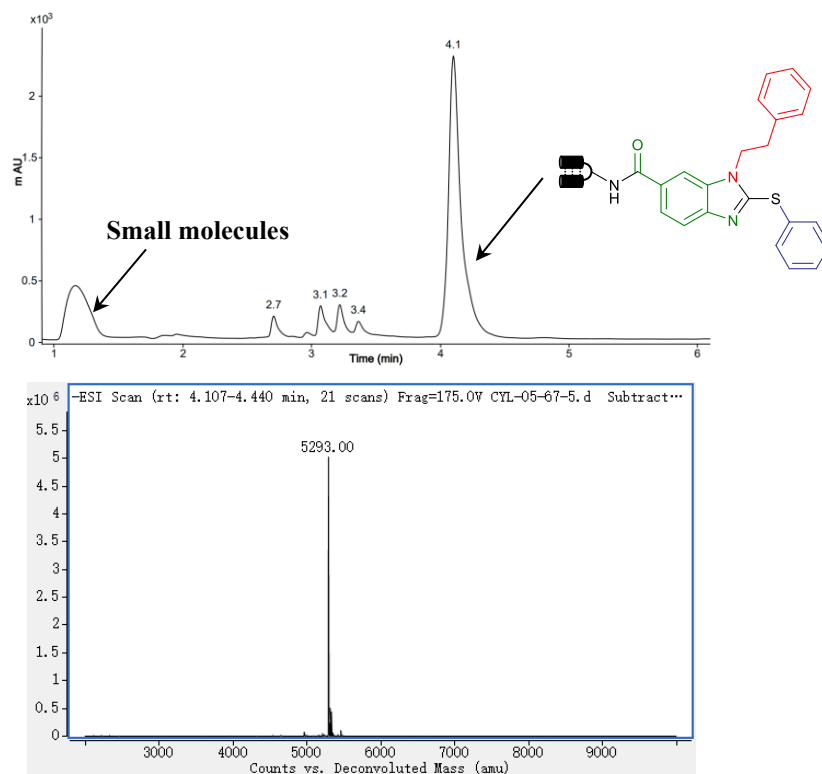 x10³
4.1
2
1.5
m AU
1
0.5
0
Small molecules
2.7
3.1
3.2
3.4
1
2
3
4
5
6
Time (min)
O
N
H
N
N
S
x10 6
-ESI Scan (rt: 4.107-4.440 min, 21 scans) Frag=175.0V CYL-05-67-5.d Subtract⋯
5293.00
5.5
5
4.5
4
3.5
3
2.5
2
1.5
1
0.5
0
3000 4000 5000 6000 7000 8000 9000
Counts vs. Deconvoluted Mass (amu)